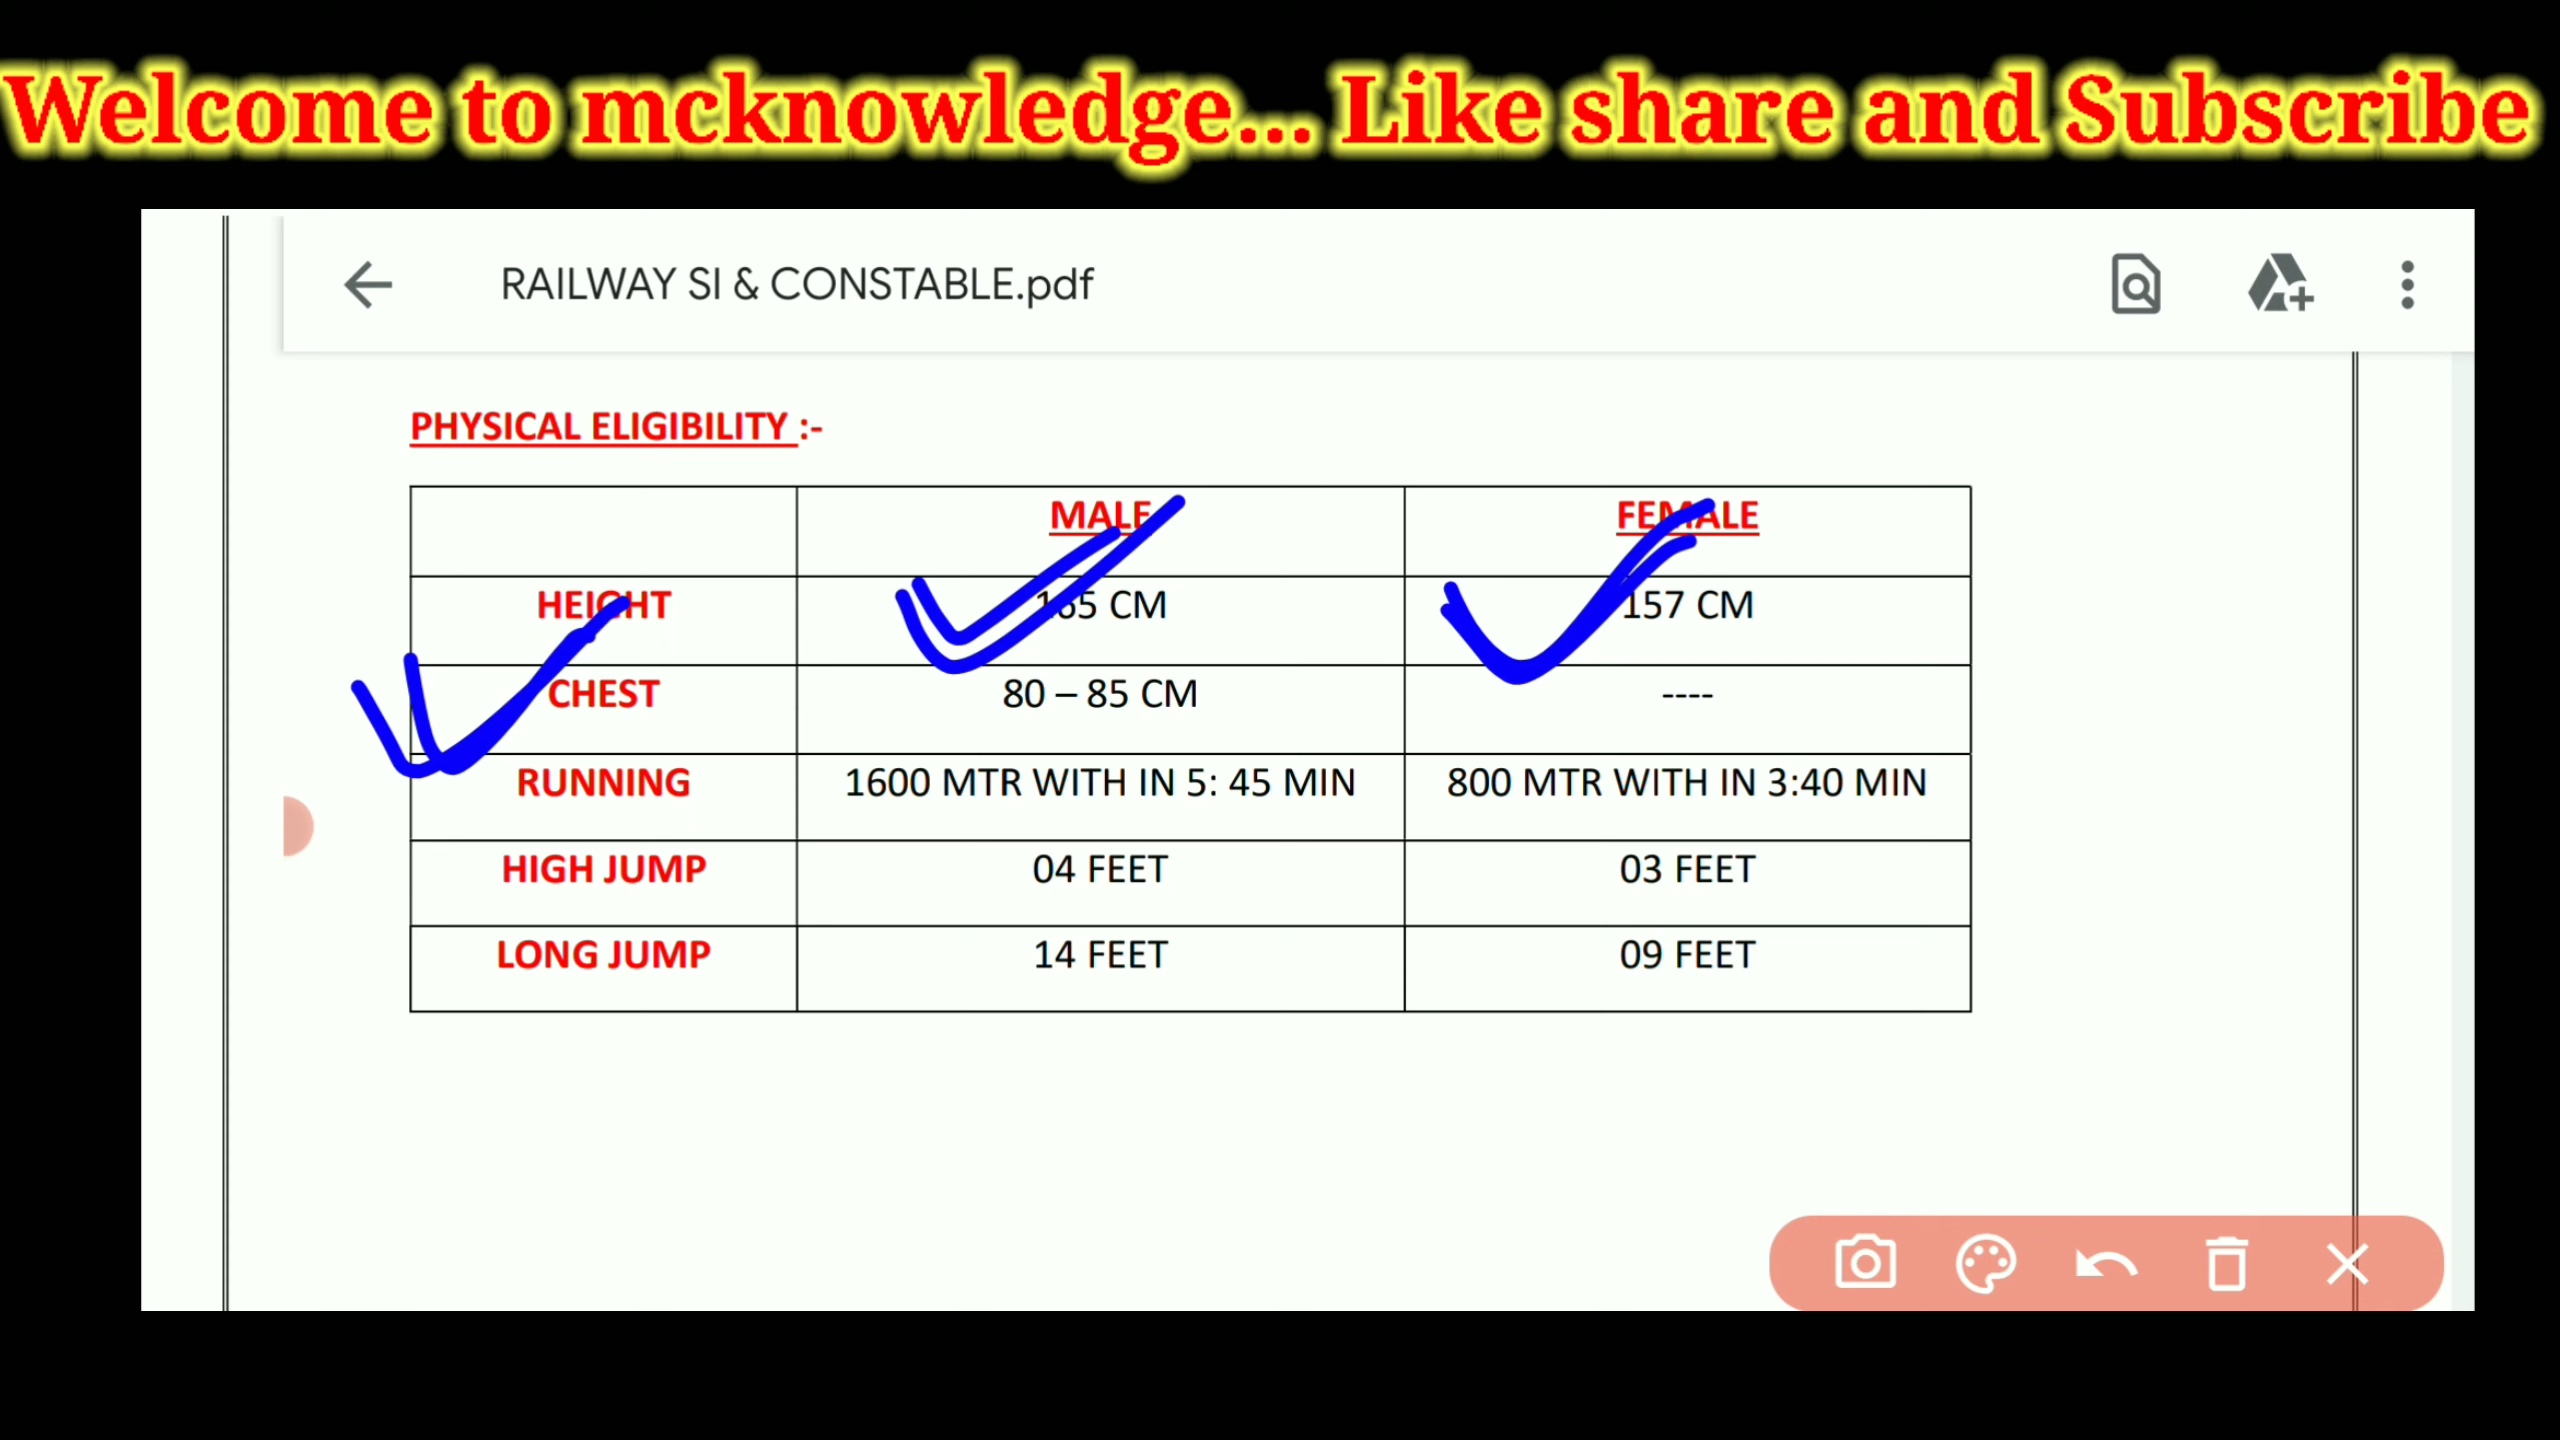 Welcome to mcknowledge... Like share and Subscribe
RAILWAY SI & CONSTABLE.pdf
PHYSICAL ELIGIBILITY :-
MALE FEMALE
HEIGHT 165 CM 157 CM
CHEST 80 – 85 CM ----
RUNNING 1600 MTR WITH IN 5: 45 MIN 800 MTR WITH IN 3:40 MIN
HIGH JUMP 04 FEET 03 FEET
LONG JUMP 14 FEET 09 FEET